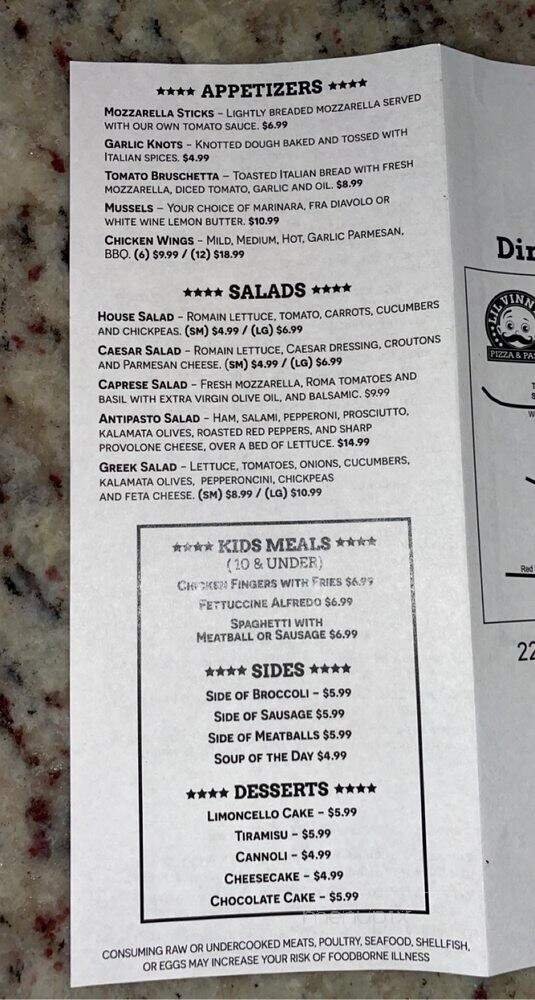 ★★★★ APPETIZERS ★★★★
MOZZARELLA STICKS – LIGHTLY BREADED MOZZARELLA SERVED
WITH OUR OWN TOMATO SAUCE. $6.99
GARLIC KNOTS – KNOTTED DOUGH BAKED AND TOSSED WITH
ITALIAN SPICES. $4.99
TOMATO BRUSCHETTA – TOASTED ITALIAN BREAD WITH FRESH
MOZZARELLA, DICED TOMATO, GARLIC AND OIL. $8.99
MUSSELS – YOUR CHOICE OF MARINARA, FRA DIAVOLO OR
WHITE WINE LEMON BUTTER. $10.99
CHICKEN WINGS – MILD, MEDIUM, HOT, GARLIC PARMESAN,
BBQ. (6) $9.99 / (12) $18.99
★★★★ SALADS ★★★★
HOUSE SALAD – ROMAIN LETTUCE, TOMATO, CARROTS, CUCUMBERS
AND CHICKPEAS. (SM) $4.99 / (LG) $6.99
CAESAR SALAD – ROMAIN LETTUCE, CAESAR DRESSING, CROUTONS
AND PARMESAN CHEESE. (SM) $4.99 / (LG) $6.99
CAPRESE SALAD – FRESH MOZZARELLA, ROMA TOMATOES AND
BASIL WITH EXTRA VIRGIN OLIVE OIL, AND BALSAMIC. $9.99
ANTIPASTO SALAD – HAM, SALAMI, PEPPERONI, PROSCIUTTO,
KALAMATA OLIVES, ROASTED RED PEPPERS, AND SHARP
PROVOLONE CHEESE, OVER A BED OF LETTUCE. $14.99
GREEK SALAD – LETTUCE, TOMATOES, ONIONS, CUCUMBERS,
KALAMATA OLIVES, PEPPERONCINI, CHICKPEAS
AND FETA CHEESE. (SM) $8.99 / (LG) $10.99
★★★★ KIDS MEALS ★★★★
(10 & UNDER)
CHICKEN FINGERS WITH FRIES $6.99
FETTUCCINE ALFREDO $6.99
SPAGHETTI WITH
MEATBALL OR SAUSAGE $6.99
★★★★ SIDES ★★★★
SIDE OF BROCCOLI – $5.99
SIDE OF SAUSAGE $5.99
SIDE OF MEATBALLS $5.99
SOUP OF THE DAY $4.99
★★★★ DESSERTS ★★★★
LIMONCELLO CAKE – $5.99
TIRAMISU – $5.99
CANNOLI – $4.99
CHEESECAKE – $4.99
CHOCOLATE CAKE – $5.99
CONSUMING RAW OR UNDERCOOKED MEATS, POULTRY, SEAFOOD, SHELLFISH,
OR EGGS MAY INCREASE YOUR RISK OF FOODBORNE ILLNESS
Din
LIL VINN
PIZZA & PA
Red
22